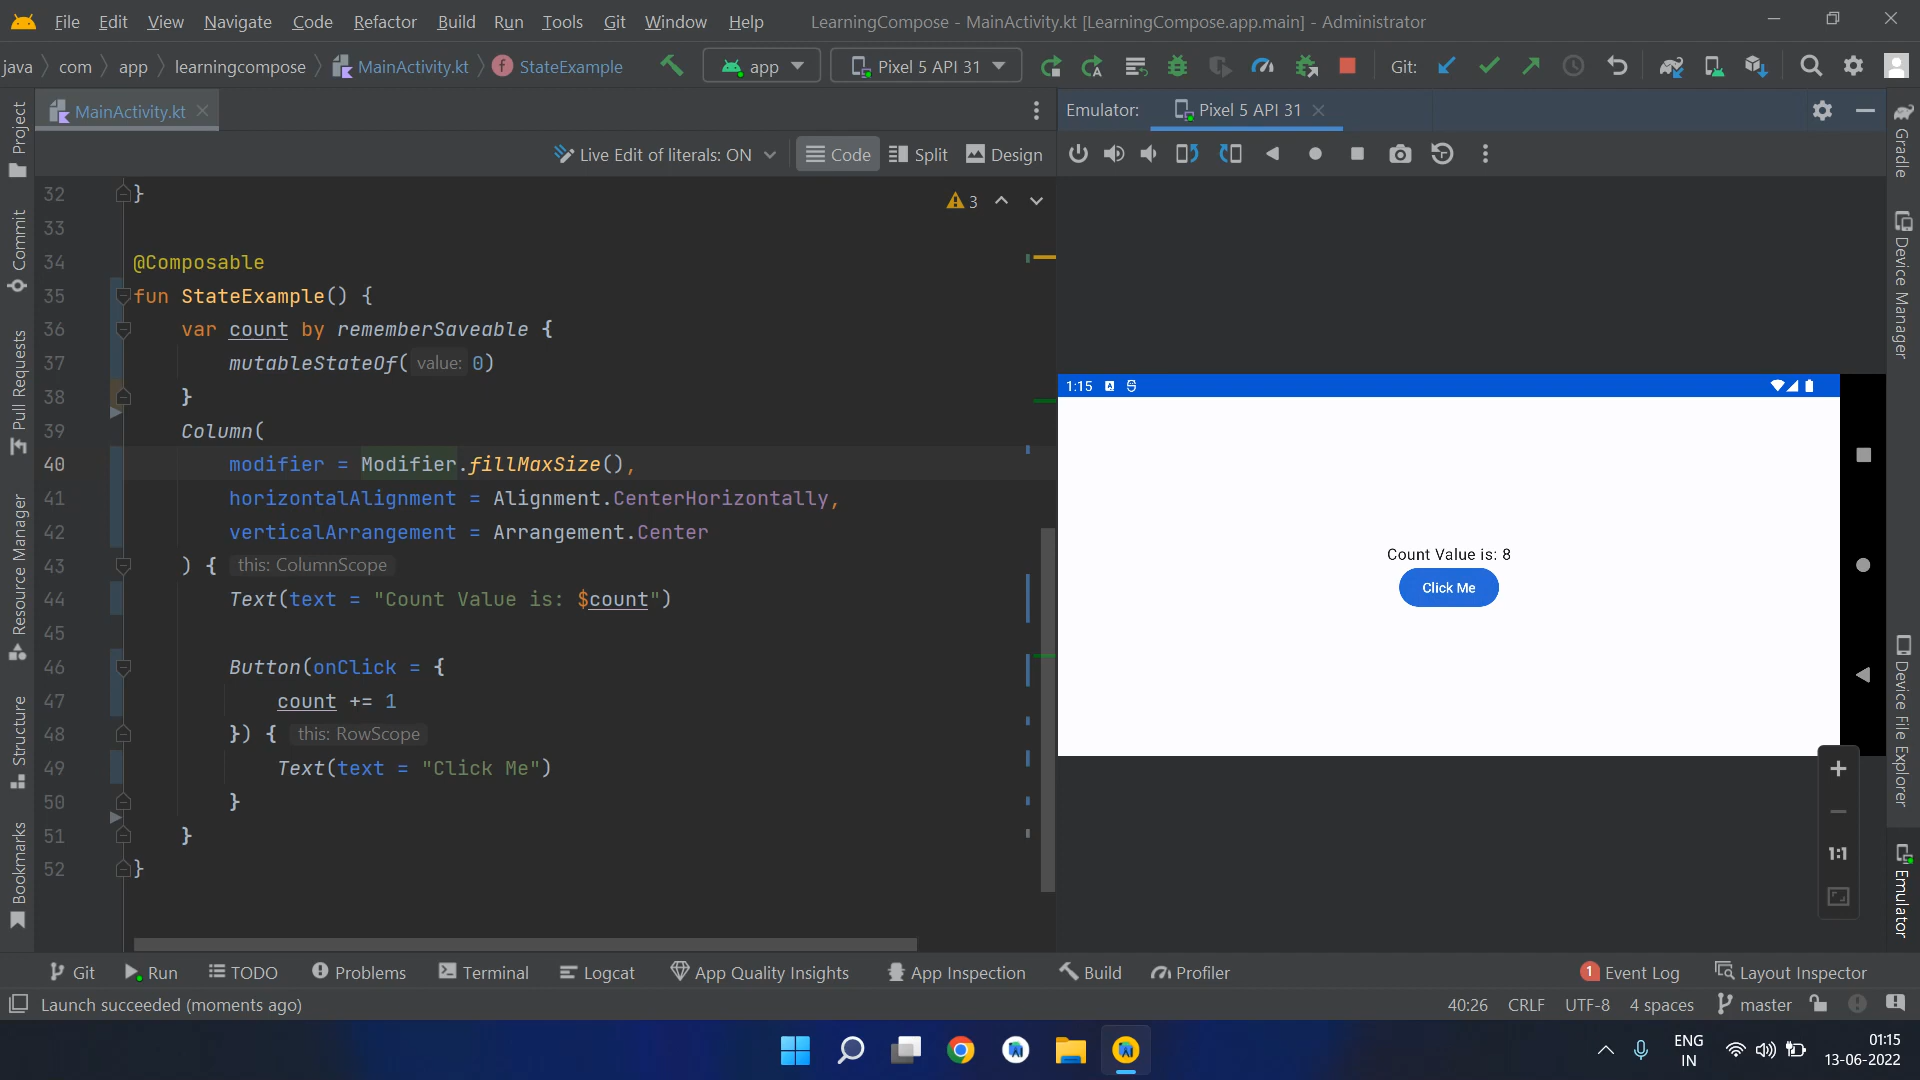 File Edit View Navigate Code Refactor Build Run Tools Git Window Help LearningCompose - MainActivity.kt [LearningCompose.app.main] - Administrator
java com app learningcompose MainActivity.kt StateExample app Pixel 5 API 31 Git:
MainActivity.kt
Emulator: Pixel 5 API 31
Live Edit of literals: ON Code Split Design
3
32 }
33
34 @Composable
35 fun StateExample() {
36 var count by rememberSaveable {
37 mutableStateOf( value: 0)
38 }
39 Column(
40 modifier = Modifier.fillMaxSize(),
41 horizontalAlignment = Alignment.CenterHorizontally,
42 verticalArrangement = Arrangement.Center
43 ) { this: ColumnScope
44 Text(text = "Count Value is: $count")
45
46 Button(onClick = {
47 count += 1
48 }) { this: RowScope
49 Text(text = "Click Me")
50 }
51 }
52 }
1:15
Count Value is: 8
Click Me
1:1
Project
Commit
Pull Requests
Resource Manager
Structure
Bookmarks
Gradle
Device Manager
Device File Explorer
Emulator
Git Run TODO Problems Terminal Logcat App Quality Insights App Inspection Build Profiler 1 Event Log Layout Inspector
Launch succeeded (moments ago) 40:26 CRLF UTF-8 4 spaces master
ENG
IN
01:15
13-06-2022